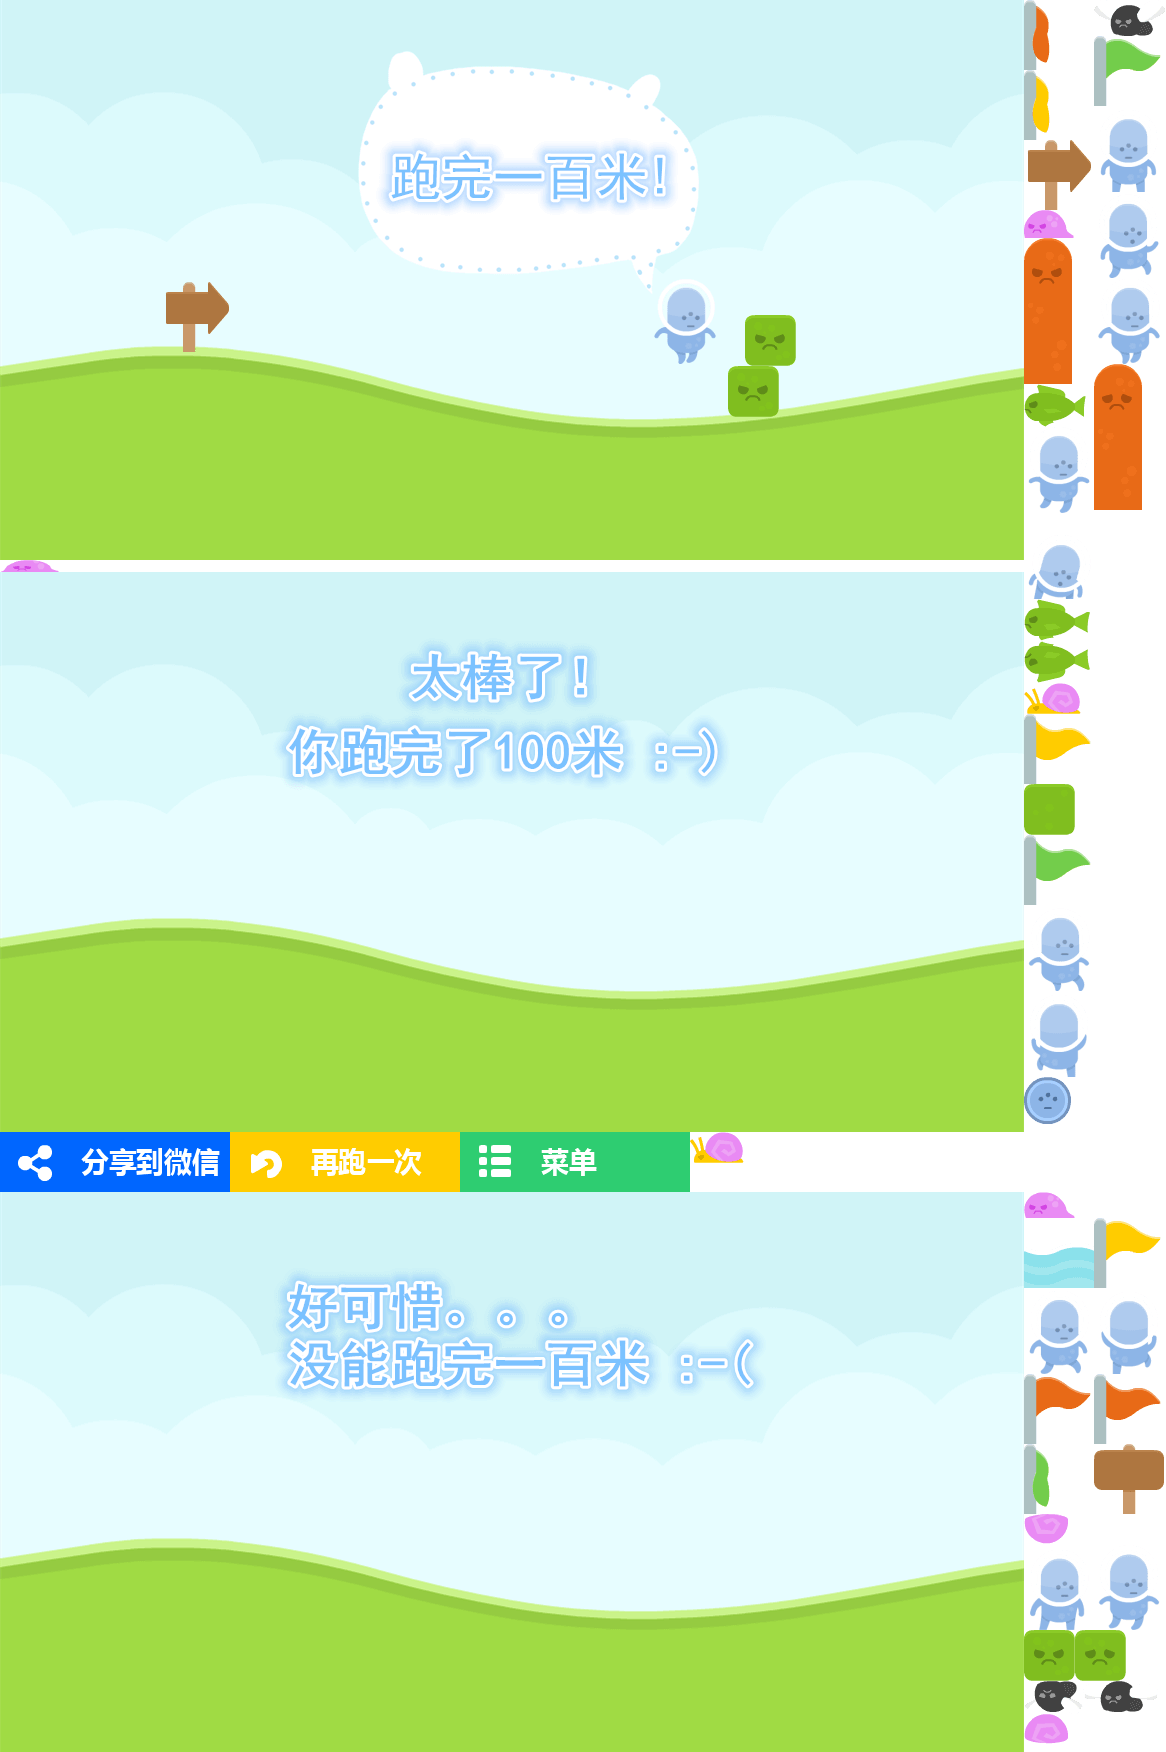 跑完一百米!
太棒了!
你跑完了100米 :-)
分享到微信
再跑一次
菜单
好可惜。。。
没能跑完一百米 :-(